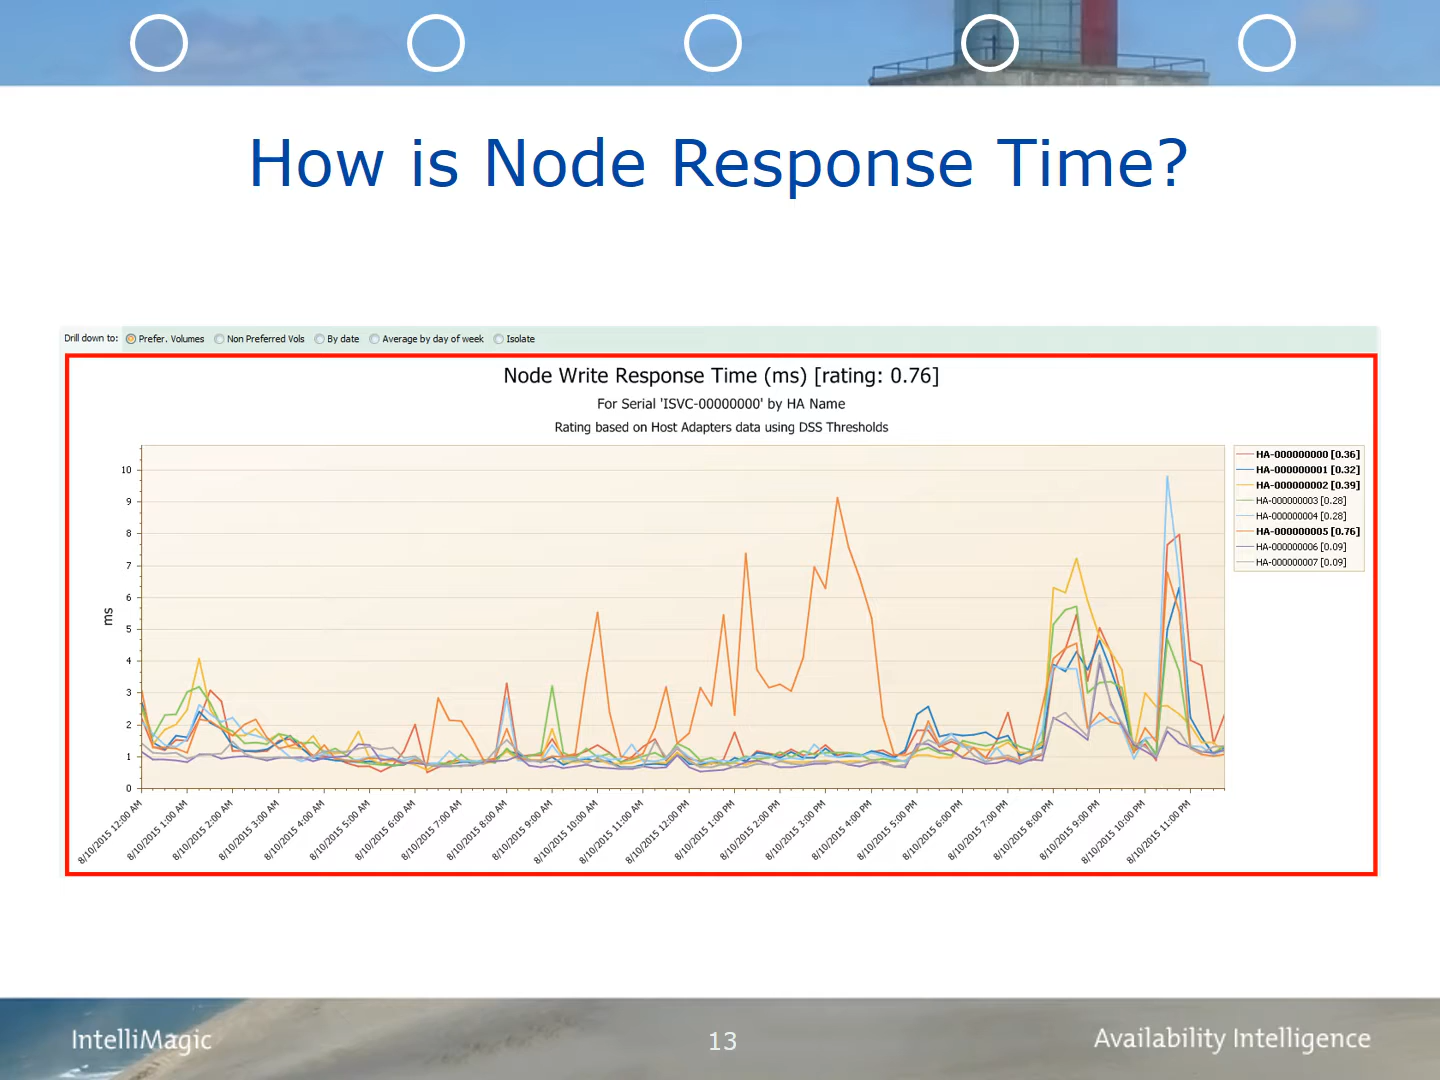 How is Node Response Time?
Drill down to: Prefer. Volumes Non Preferred Vols By date Average by day of week Isolate
Node Write Response Time (ms) [rating: 0.76]
For Serial 'ISVC-00000000' by HA Name
Rating based on Host Adapters data using DSS Thresholds
HA-000000000 [0.36]
HA-000000001 [0.32]
HA-000000002 [0.39]
HA-000000003 [0.28]
HA-000000004 [0.28]
HA-000000005 [0.76]
HA-000000006 [0.09]
HA-000000007 [0.09]
ms
10
9
8
7
6
5
4
3
2
1
0
8/10/2015 12:00 AM
8/10/2015 1:00 AM
8/10/2015 2:00 AM
8/10/2015 3:00 AM
8/10/2015 4:00 AM
8/10/2015 5:00 AM
8/10/2015 6:00 AM
8/10/2015 7:00 AM
8/10/2015 8:00 AM
8/10/2015 9:00 AM
8/10/2015 10:00 AM
8/10/2015 11:00 AM
8/10/2015 12:00 PM
8/10/2015 1:00 PM
8/10/2015 2:00 PM
8/10/2015 3:00 PM
8/10/2015 4:00 PM
8/10/2015 5:00 PM
8/10/2015 6:00 PM
8/10/2015 7:00 PM
8/10/2015 8:00 PM
8/10/2015 9:00 PM
8/10/2015 10:00 PM
8/10/2015 11:00 PM
IntelliMagic
13
Availability Intelligence